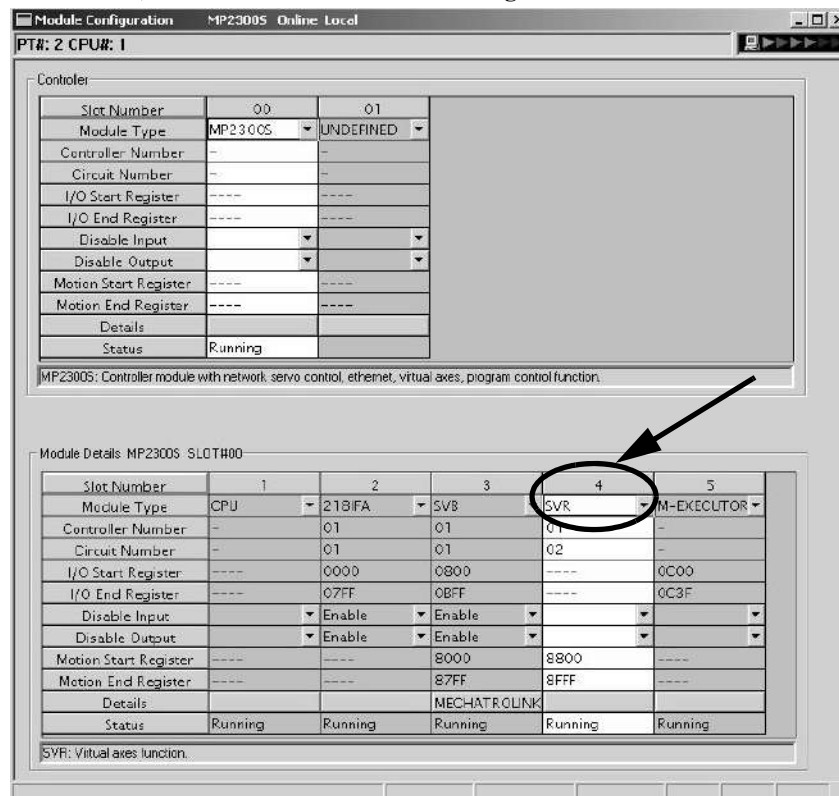 Module Configuration MP2300S Online Local
PT#: 2 CPU#: 1
Controller
Slot Number 00 01
Module Type MP2300S UNDEFINED
Controller Number - -
Circuit Number - -
I/O Start Register ---- ----
I/O End Register ---- ----
Disable Input
Disable Output
Motion Start Register ---- ----
Motion End Register ---- ----
Details
Status Running
MP2300S: Controller module with network servo control, ethernet, virtual axes, program control function.
Module Details MP2300S SLOT#00
Slot Number 1 2 3 4 5
Module Type CPU 218IFA SVB SVR M-EXECUTOR
Controller Number - 01 01 01 -
Circuit Number - 01 01 02 -
I/O Start Register ---- 0000 0800 ---- 0C00
I/O End Register ---- 07FF 0BFF ---- 0C3F
Disable Input Enable Enable
Disable Output Enable Enable
Motion Start Register ---- ---- 8000 8800 ----
Motion End Register ---- ---- 87FF 8FFF ----
Details MECHATROLINK
Status Running Running Running Running Running
SVR: Virtual axes function.